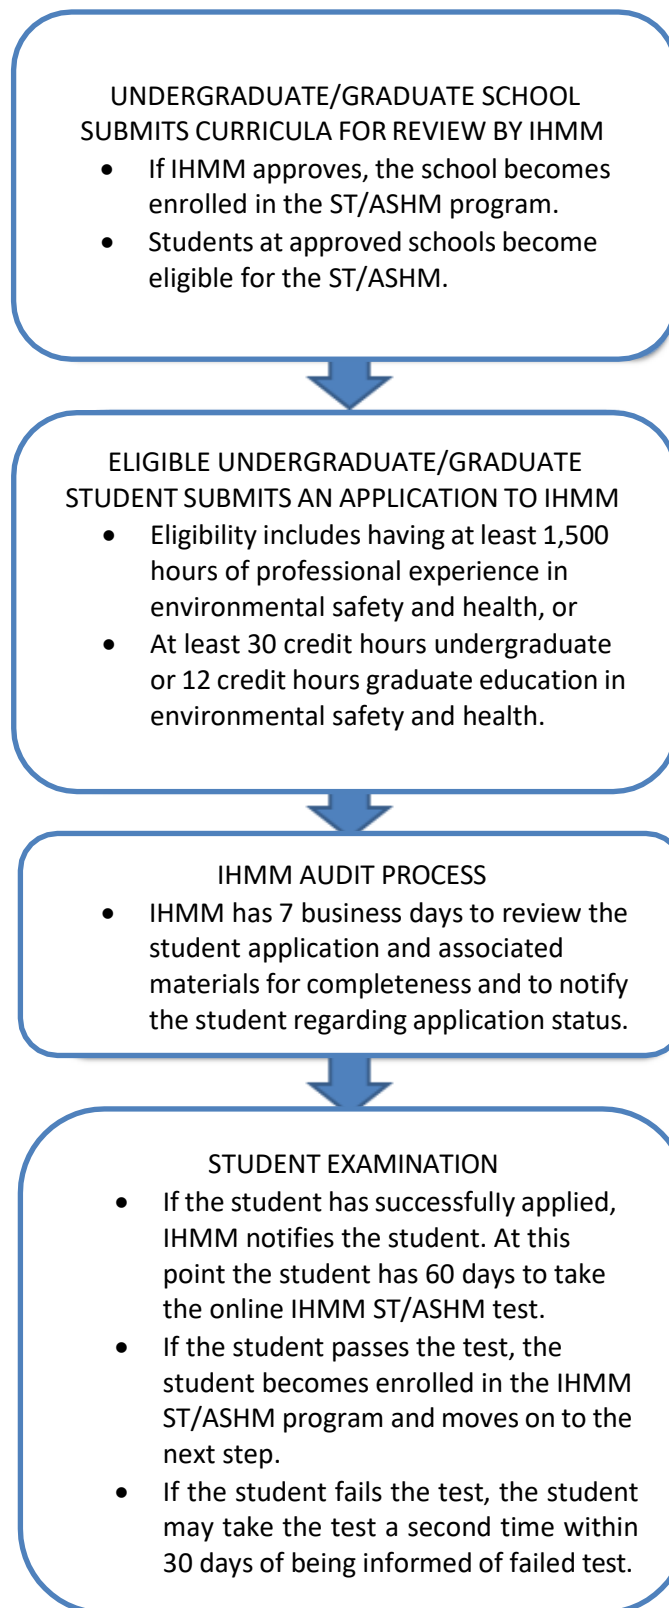 UNDERGRADUATE/GRADUATE SCHOOL
SUBMITS CURRICULA FOR REVIEW BY IHMM
• If IHMM approves, the school becomes
enrolled in the ST/ASHM program.
• Students at approved schools become
eligible for the ST/ASHM.
ELIGIBLE UNDERGRADUATE/GRADUATE
STUDENT SUBMITS AN APPLICATION TO IHMM
• Eligibility includes having at least 1,500
hours of professional experience in
environmental safety and health, or
• At least 30 credit hours undergraduate
or 12 credit hours graduate education in
environmental safety and health.
IHMM AUDIT PROCESS
• IHMM has 7 business days to review the
student application and associated
materials for completeness and to notify
the student regarding application status.
STUDENT EXAMINATION
• If the student has successfully applied,
IHMM notifies the student. At this
point the student has 60 days to take
the online IHMM ST/ASHM test.
• If the student passes the test, the
student becomes enrolled in the IHMM
ST/ASHM program and moves on to the
next step.
• If the student fails the test, the student
may take the test a second time within
30 days of being informed of failed test.